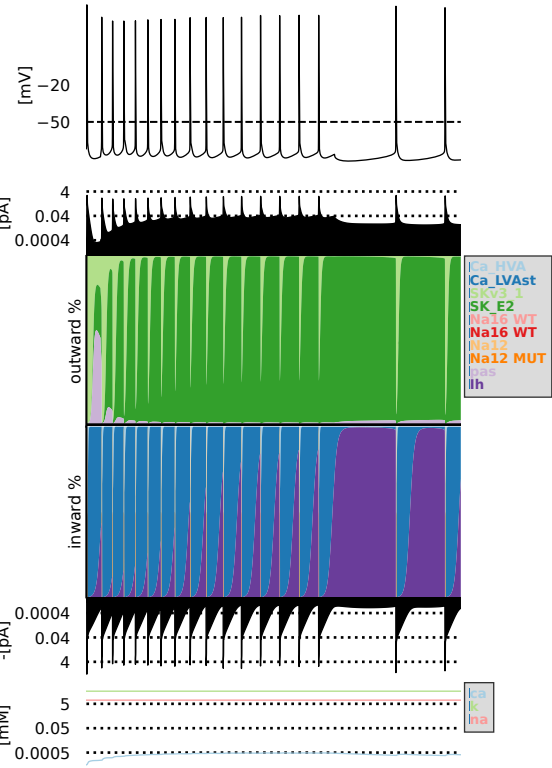 [mV]
−20
−50
[pA]
4
0.04
0.0004
outward %
Ca_HVA
Ca_LVAst
SKv3_1
SK_E2
Na16 WT
Na16 WT
Na12
Na12 MUT
pas
Ih
inward %
-[pA]
0.0004
0.04
4
[mM]
5
0.05
0.0005
ca
k
na